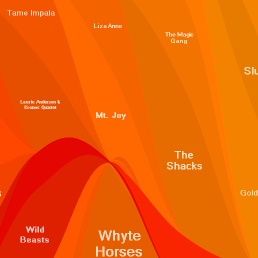 Tame Impala
Liza Anne
The Magic
Gang
Laurie Anderson &
Kronos Quartet
Mt. Joy
The
Shacks
Gold
Wild
Beasts
Whyte
Horses